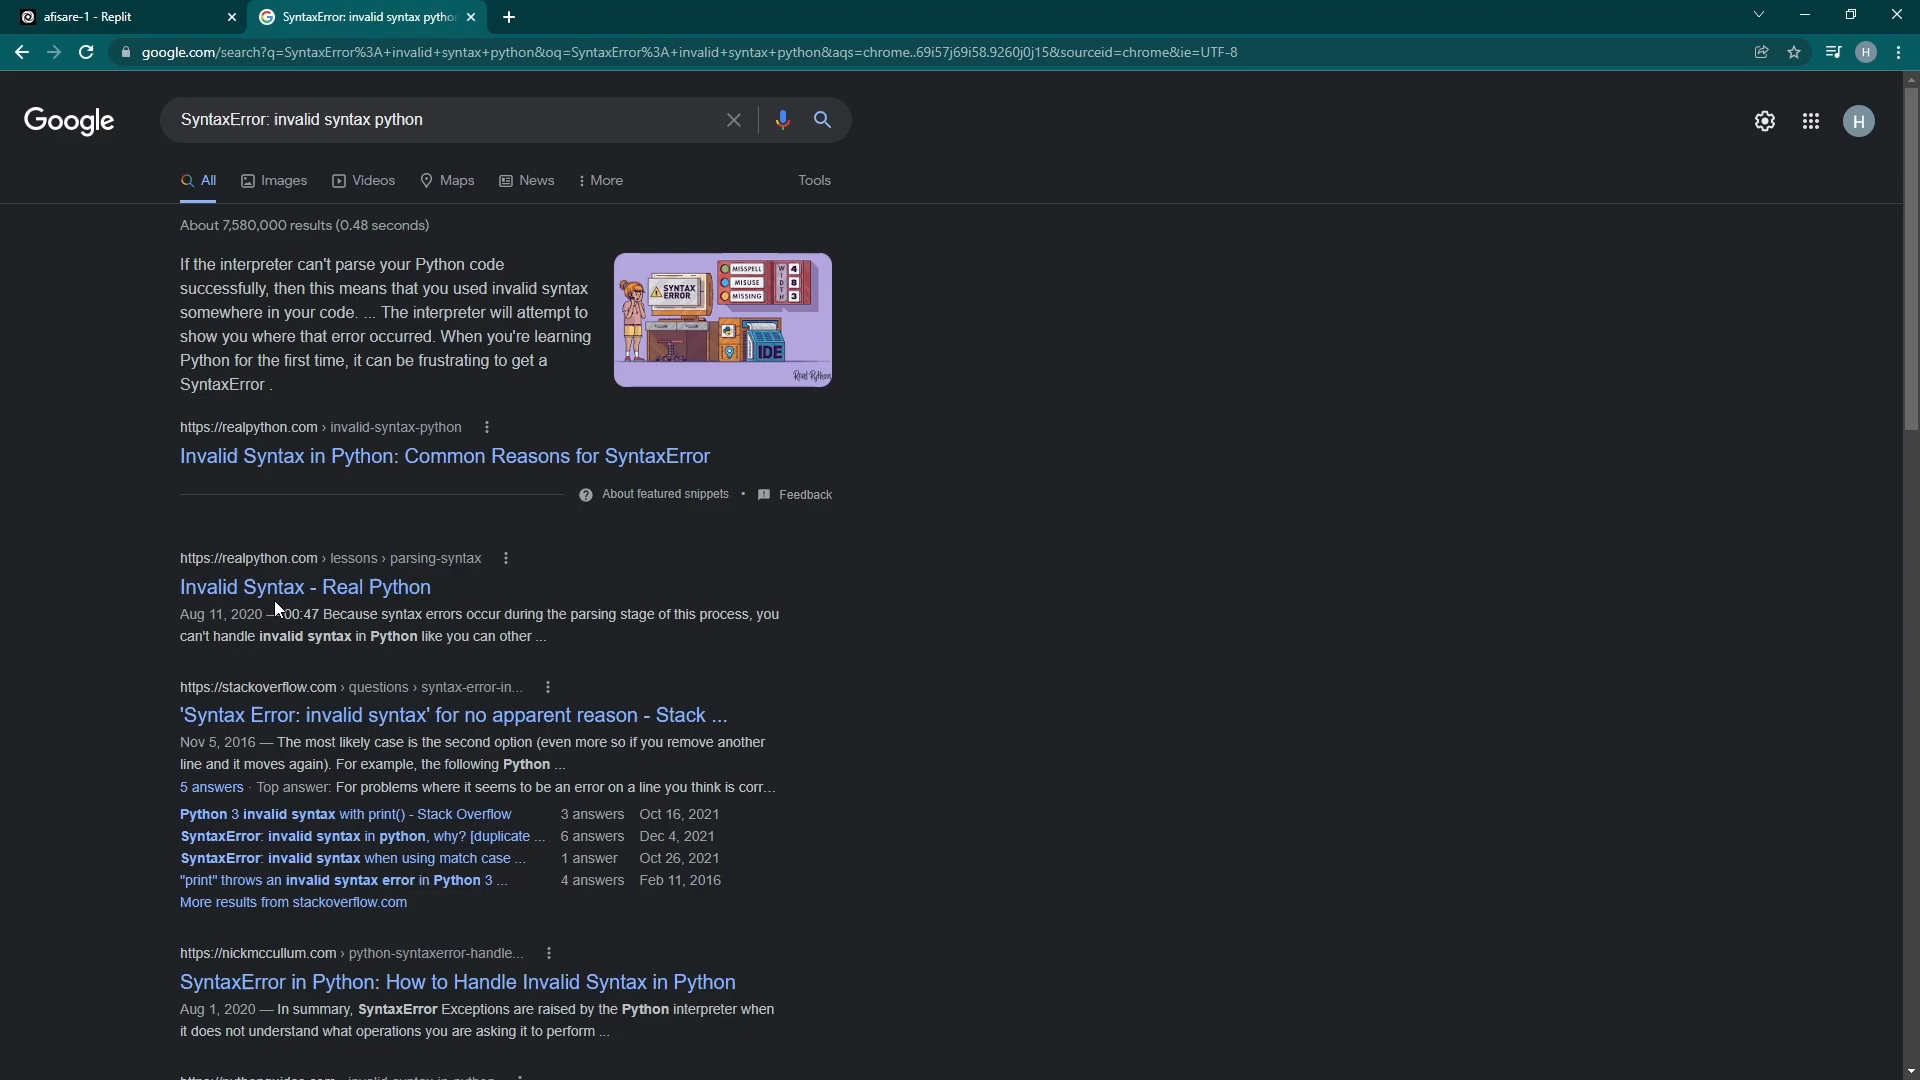 afisare-1 - Replit
SyntaxError: invalid syntax pytho
google.com/search?q=SyntaxError%3A+invalid+syntax+python&oq=SyntaxError%3A+invalid+syntax+python&aqs=chrome..69i57j69i58.9260j0j15&sourceid=chrome&ie=UTF-8
H
Google
SyntaxError: invalid syntax python
H
All
Images
Videos
Maps
News
More
Tools
About 7,580,000 results (0.48 seconds)
If the interpreter can't parse your Python code
successfully, then this means that you used invalid syntax
somewhere in your code. ... The interpreter will attempt to
show you where that error occurred. When you're learning
Python for the first time, it can be frustrating to get a
SyntaxError .
SYNTAX
ERROR
MISSPELL
MISUSE
MISSING
WIDTH
4
8
3
IDE
Real Python
https://realpython.com › invalid-syntax-python
Invalid Syntax in Python: Common Reasons for SyntaxError
About featured snippets • Feedback
https://realpython.com › lessons › parsing-syntax
Invalid Syntax - Real Python
Aug 11, 2020 — 00:47 Because syntax errors occur during the parsing stage of this process, you
can't handle invalid syntax in Python like you can other ...
https://stackoverflow.com › questions › syntax-error-in...
'Syntax Error: invalid syntax' for no apparent reason - Stack ...
Nov 5, 2016 — The most likely case is the second option (even more so if you remove another
line and it moves again). For example, the following Python ...
5 answers · Top answer: For problems where it seems to be an error on a line you think is corr...
Python 3 invalid syntax with print() - Stack Overflow 3 answers Oct 16, 2021
SyntaxError: invalid syntax in python, why? [duplicate ... 6 answers Dec 4, 2021
SyntaxError: invalid syntax when using match case ... 1 answer Oct 26, 2021
"print" throws an invalid syntax error in Python 3 ... 4 answers Feb 11, 2016
More results from stackoverflow.com
https://nickmccullum.com › python-syntaxerror-handle...
SyntaxError in Python: How to Handle Invalid Syntax in Python
Aug 1, 2020 — In summary, SyntaxError Exceptions are raised by the Python interpreter when
it does not understand what operations you are asking it to perform ...